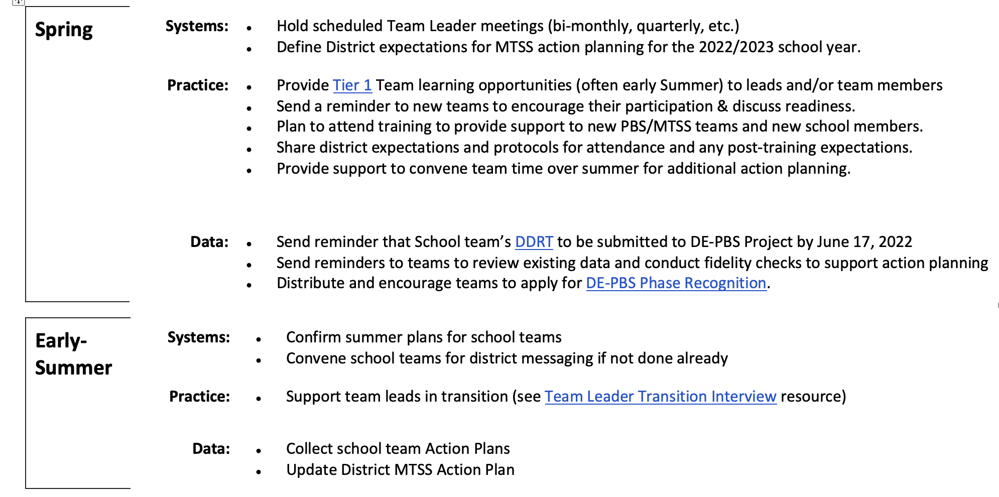 Spring
Systems: • Hold scheduled Team Leader meetings (bi-monthly, quarterly, etc.)
• Define District expectations for MTSS action planning for the 2022/2023 school year.
Practice: • Provide Tier 1 Team learning opportunities (often early Summer) to leads and/or team members
• Send a reminder to new teams to encourage their participation & discuss readiness.
• Plan to attend training to provide support to new PBS/MTSS teams and new school members.
• Share district expectations and protocols for attendance and any post-training expectations.
• Provide support to convene team time over summer for additional action planning.
Data: • Send reminder that School team’s DDRT to be submitted to DE-PBS Project by June 17, 2022
• Send reminders to teams to review existing data and conduct fidelity checks to support action planning
• Distribute and encourage teams to apply for DE-PBS Phase Recognition.
Early-
Summer
Systems: • Confirm summer plans for school teams
• Convene school teams for district messaging if not done already
Practice: • Support team leads in transition (see Team Leader Transition Interview resource)
Data: • Collect school team Action Plans
• Update District MTSS Action Plan